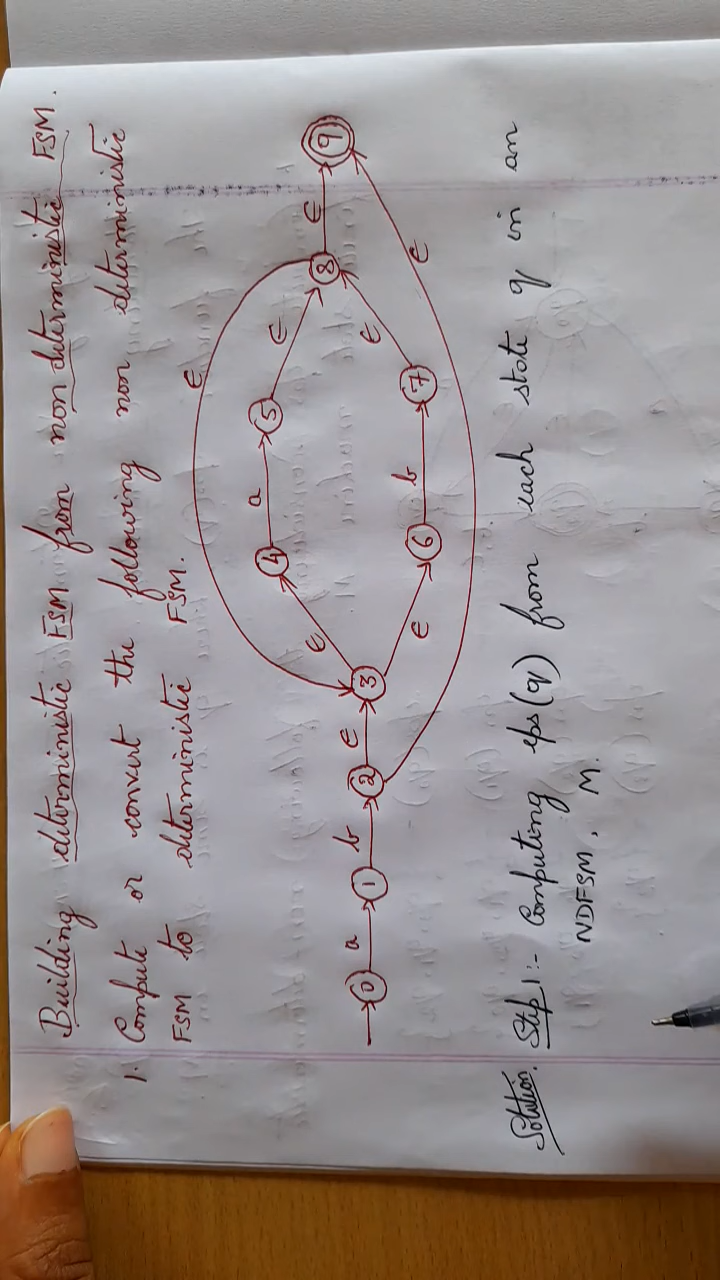 Building deterministic FSM from non deterministic FSM.
1. Compute or convert the following non deterministic
FSM to deterministic FSM.
ϵ
a
ϵ ϵ
0 a 1 b 2 ϵ 3 4 5 8 ϵ 9
ϵ 6 b 7 ϵ
ϵ
Solution. Step 1:- Computing eps(q) from each state q in an
NDFSM, M.